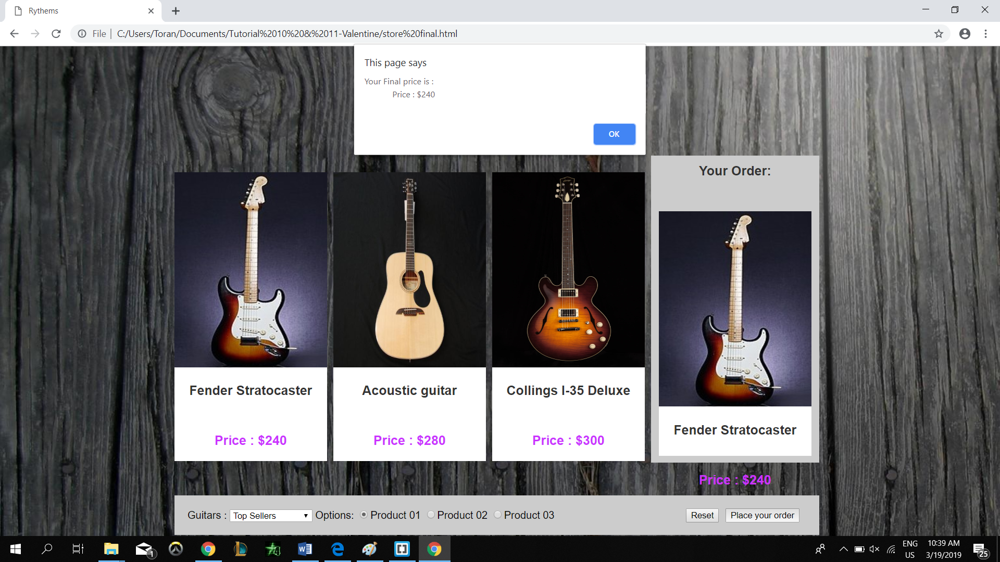 Rythems
File | C:/Users/Toran/Documents/Tutorial%2010%20&%2011-Valentine/store%20final.html
This page says
Your Final price is :
Price : $240
OK
Your Order:
Fender Stratocaster
Price : $240
Acoustic guitar
Price : $280
Collings I-35 Deluxe
Price : $300
Fender Stratocaster
Price : $240
Guitars : Top Sellers Options: Product 01 Product 02 Product 03 Reset Place your order
1
ENG
US
10:39 AM
3/19/2019
25